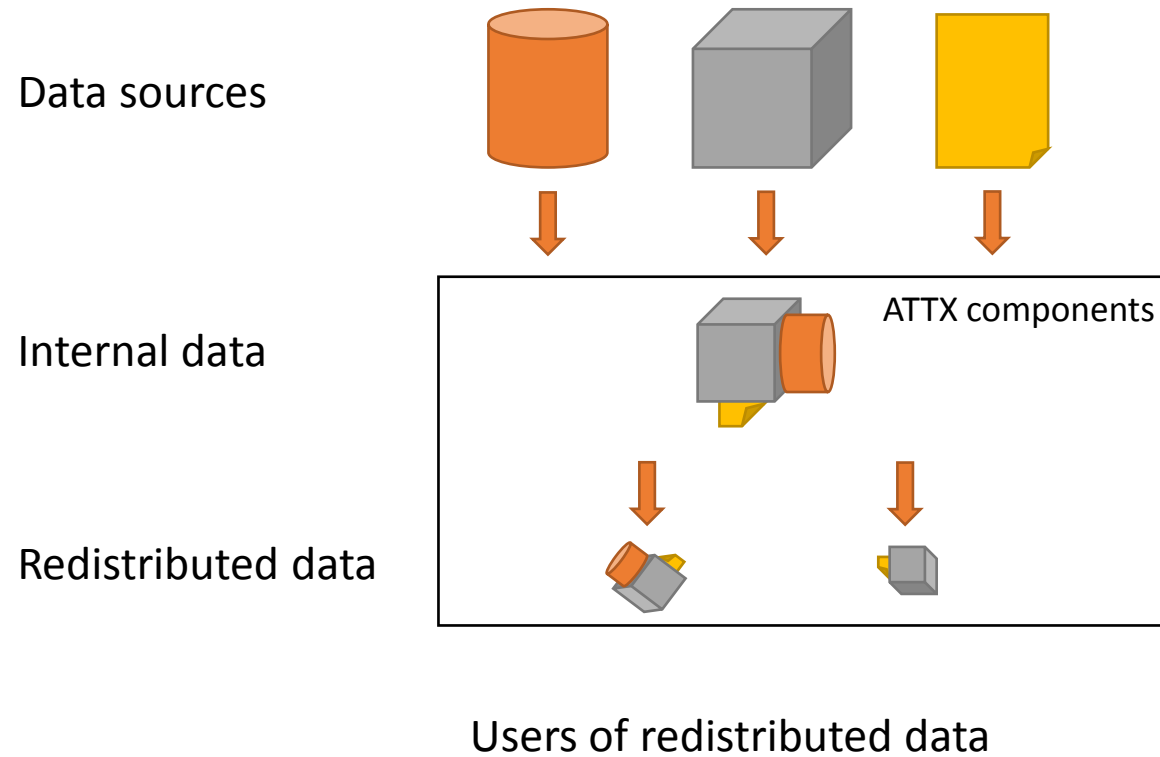 Data sources
ATTX components
Internal data
Redistributed data
Users of redistributed data